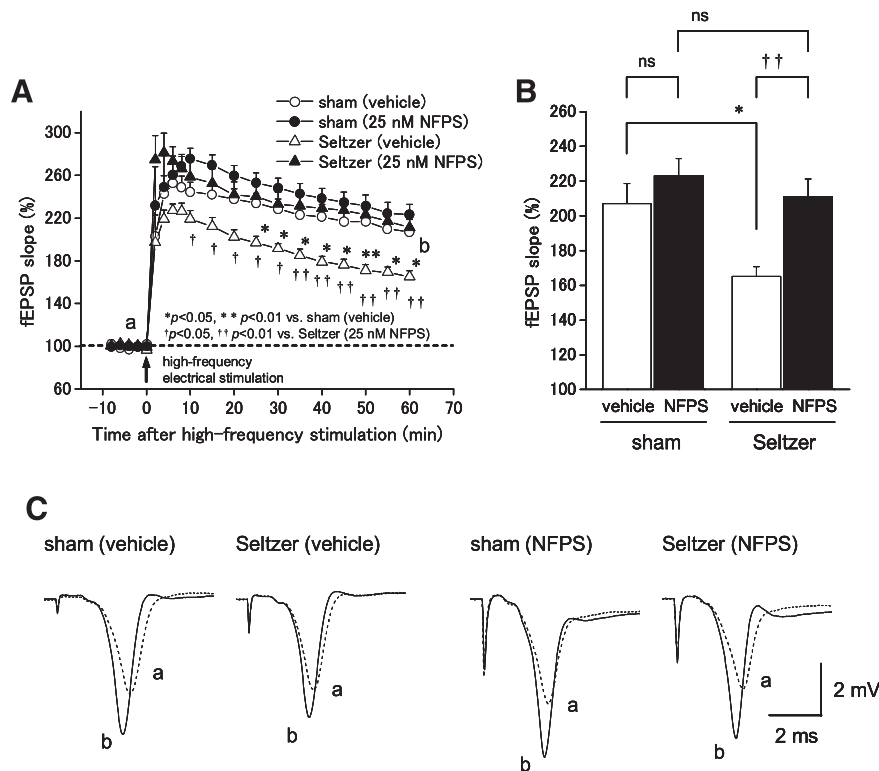 A
sham (vehicle)
sham (25 nM NFPS)
Seltzer (vehicle)
Seltzer (25 nM NFPS)
fEPSP slope (%)
300
260
220
180
140
100
60
a
b
* * ** * * ** * *
† † † † † †† †† †† †† †† ††
*p<0.05, * * p<0.01 vs. sham (vehicle)
†p<0.05, †† p<0.01 vs. Seltzer (25 nM NFPS)
high-frequency
electrical stimulation
-10 0 10 20 30 40 50 60 70
Time after high-frequency stimulation (min)
B
ns
ns
††
*
fEPSP slope (%)
260
240
220
200
180
160
140
120
100
vehicle NFPS vehicle NFPS
sham Seltzer
C
sham (vehicle) Seltzer (vehicle) sham (NFPS) Seltzer (NFPS)
a a a a
b b b b
2 mV
2 ms